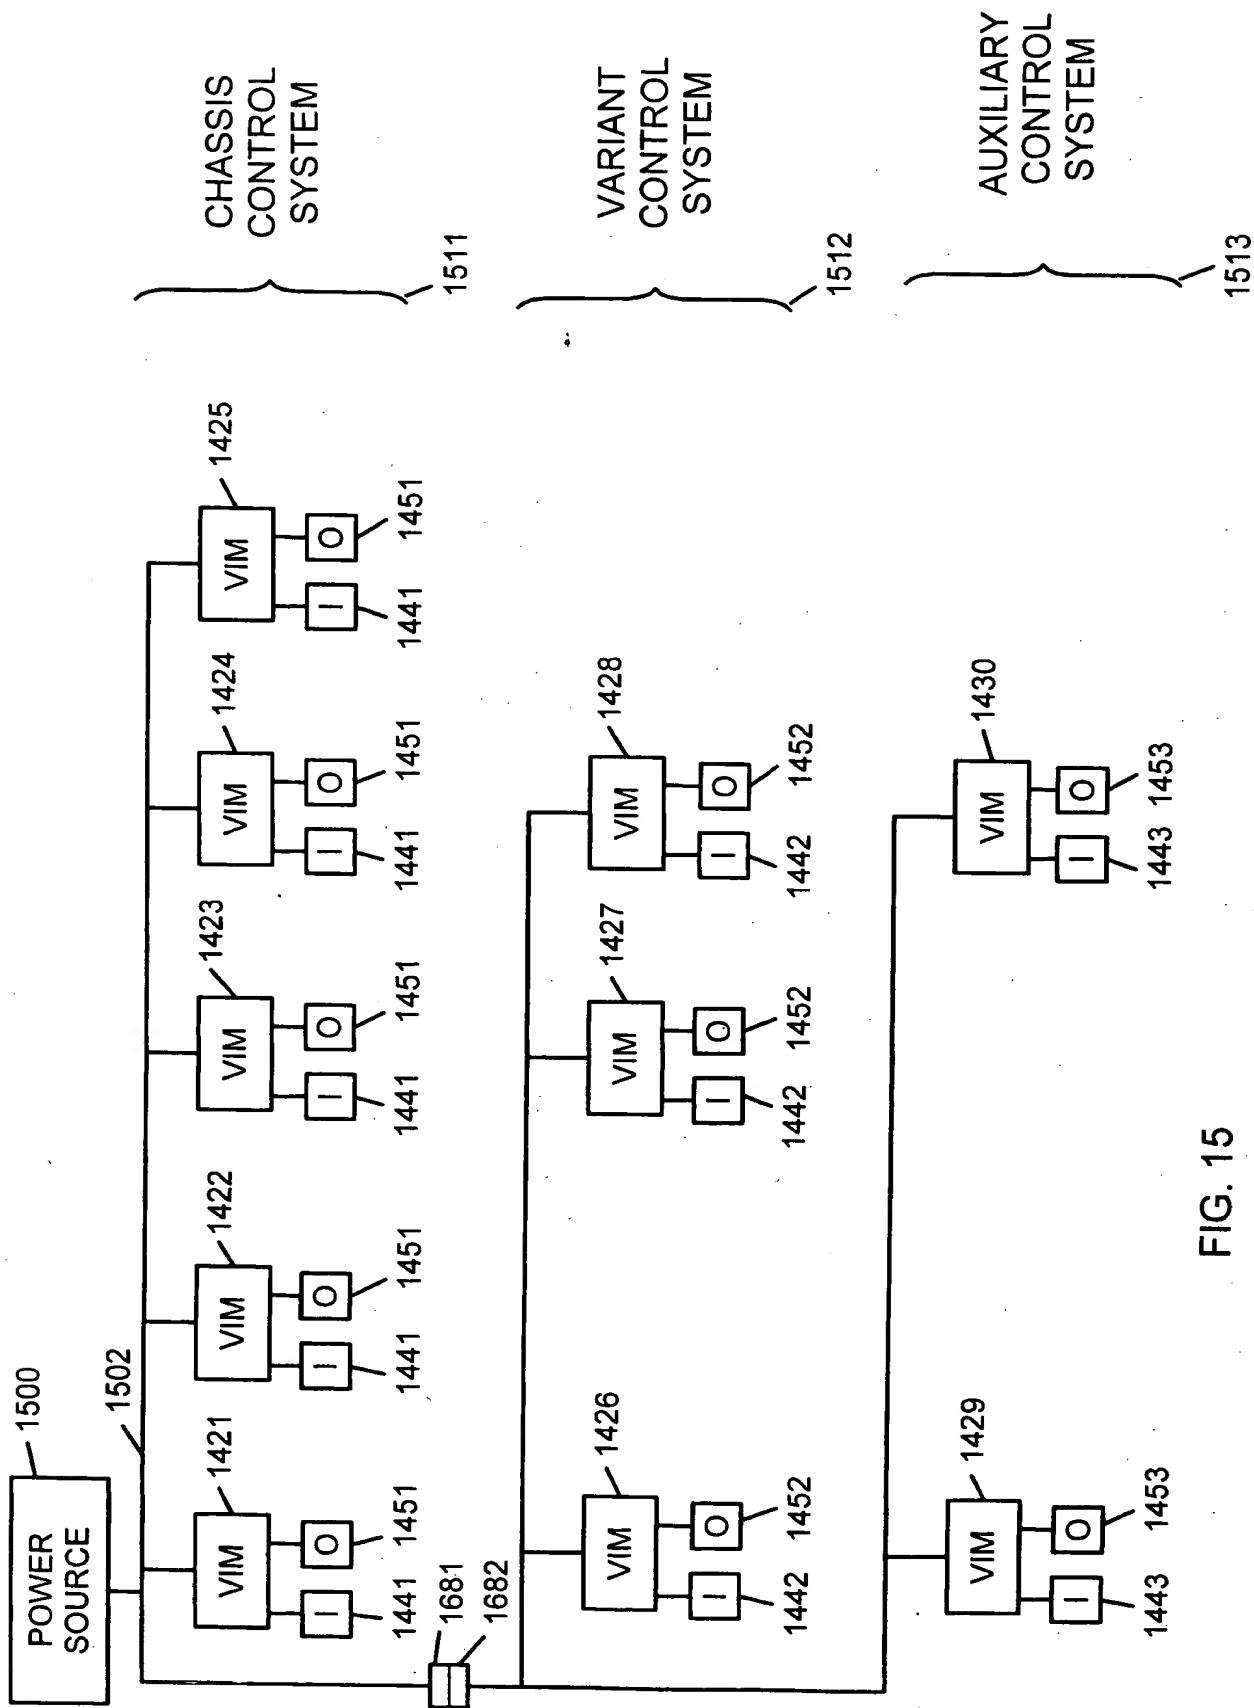 POWER
SOURCE
1500
1502
1421
1422
1423
1424
1425
VIM
VIM
VIM
VIM
VIM
I
O
I
O
I
O
I
O
I
O
1441
1451
1441
1451
1441
1451
1441
1451
1441
1451
CHASSIS
CONTROL
SYSTEM
1511
1681
1682
1426
1427
1428
VIM
VIM
VIM
I
O
I
O
I
O
1442
1452
1442
1452
1442
1452
VARIANT
CONTROL
SYSTEM
1512
1429
1430
VIM
VIM
I
O
I
O
1443
1453
1443
1453
AUXILIARY
CONTROL
SYSTEM
1513
FIG. 15